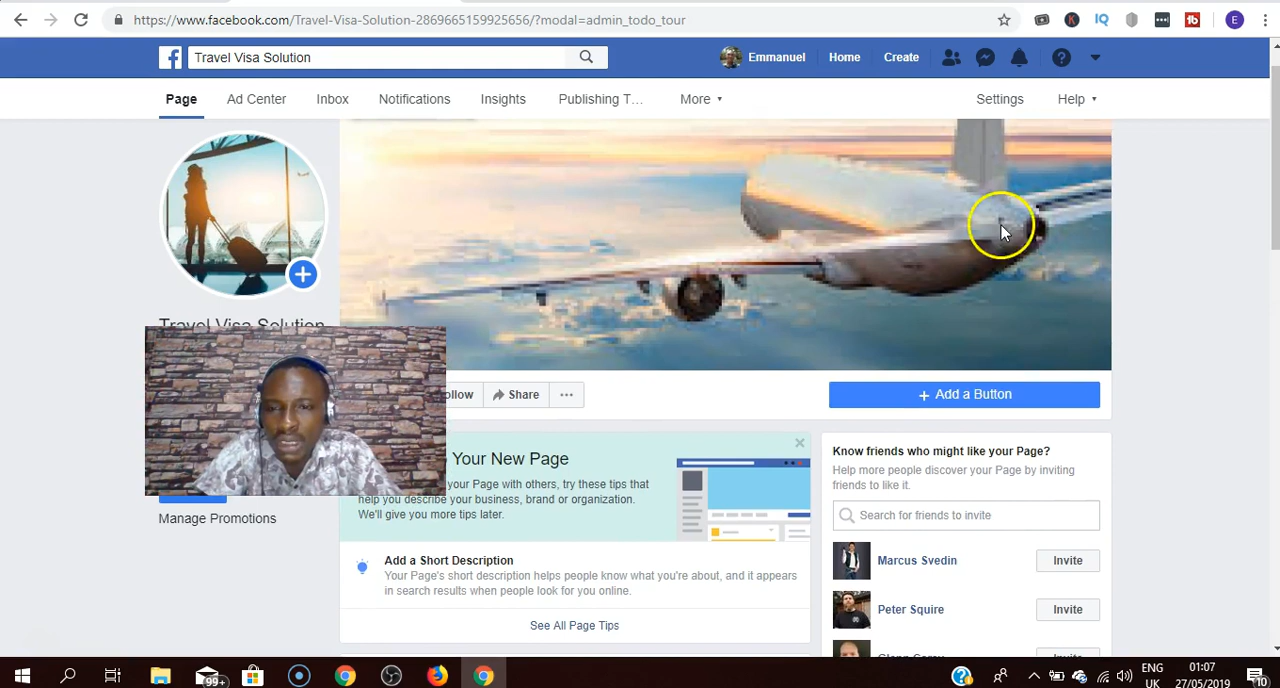 https://www.facebook.com/Travel-Visa-Solution-2869665159925656/?modal=admin_todo_tour
Travel Visa Solution
Emmanuel Home Create
Page Ad Center Inbox Notifications Insights Publishing T... More Settings Help
Travel Visa Solution
Share
+ Add a Button
Your New Page
your Page with others, try these tips that
help you describe your business, brand or organization.
We'll give you more tips later.
Manage Promotions
Add a Short Description
Your Page's short description helps people know what you're about, and it appears
in search results when people look for you online.
See All Page Tips
Know friends who might like your Page?
Help more people discover your Page by inviting
friends to like it.
Search for friends to invite
Marcus Svedin Invite
Peter Squire Invite
99+
ENG
UK
01:07
27/05/2019
10